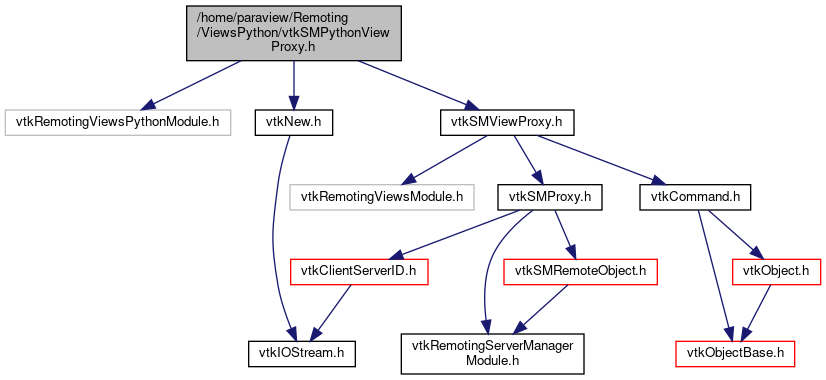 /home/paraview/Remoting
/ViewsPython/vtkSMPythonView
Proxy.h
vtkRemotingViewsPythonModule.h
vtkNew.h
vtkSMViewProxy.h
vtkRemotingViewsModule.h
vtkSMProxy.h
vtkCommand.h
vtkClientServerID.h
vtkSMRemoteObject.h
vtkObject.h
vtkIOStream.h
vtkRemotingServerManager
Module.h
vtkObjectBase.h